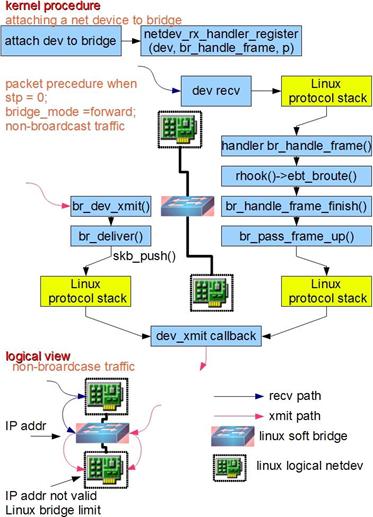 kernel procedure
attaching a net device to bridge
attach dev to bridge
netdev_rx_handler_register
(dev, br_handle_frame, p)
packet precedure when
stp = 0;
bridge_mode =forward;
non-broardcast traffic
dev recv
Linux
protocol stack
handler br_handle_frame()
rhook()->ebt_broute()
br_dev_xmit()
br_handle_frame_finish()
br_deliver()
br_pass_frame_up()
skb_push()
Linux
protocol stack
Linux
protocol stack
dev_xmit callback
logical view
non-broardcase traffic
recv path
xmit path
IP addr
linux soft bridge
linux logical netdev
IP addr not valid
Linux bridge limit